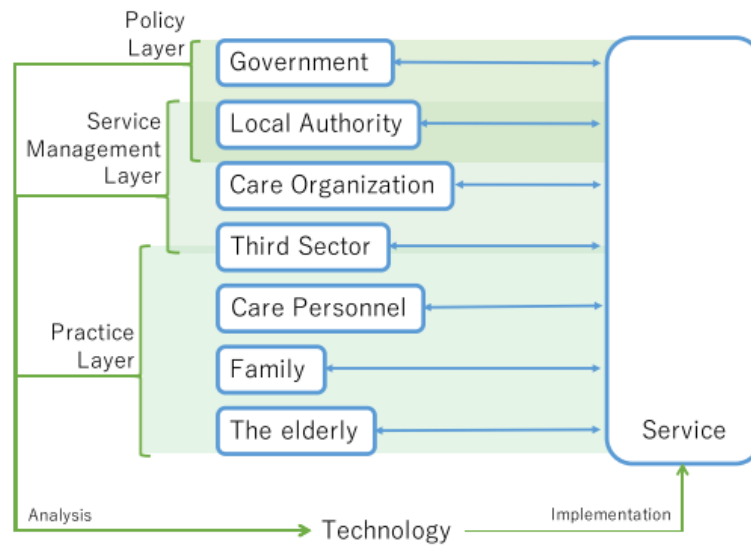 Policy
Layer
Government
Service
Management
Layer
Local Authority
Care Organization
Third Sector
Practice
Layer
Care Personnel
Family
The elderly
Service
Analysis
Technology
Implementation